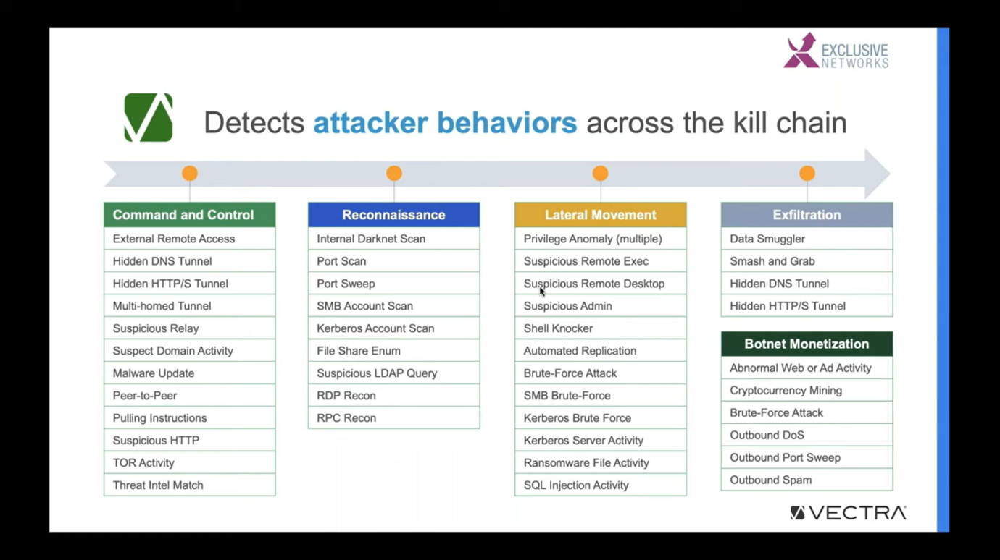 EXCLUSIVE
NETWORKS
Detects attacker behaviors across the kill chain
Command and Control
External Remote Access
Hidden DNS Tunnel
Hidden HTTP/S Tunnel
Multi-homed Tunnel
Suspicious Relay
Suspect Domain Activity
Malware Update
Peer-to-Peer
Pulling Instructions
Suspicious HTTP
TOR Activity
Threat Intel Match
Reconnaissance
Internal Darknet Scan
Port Scan
Port Sweep
SMB Account Scan
Kerberos Account Scan
File Share Enum
Suspicious LDAP Query
RDP Recon
RPC Recon
Lateral Movement
Privilege Anomaly (multiple)
Suspicious Remote Exec
Suspicious Remote Desktop
Suspicious Admin
Shell Knocker
Automated Replication
Brute-Force Attack
SMB Brute-Force
Kerberos Brute Force
Kerberos Server Activity
Ransomware File Activity
SQL Injection Activity
Exfiltration
Data Smuggler
Smash and Grab
Hidden DNS Tunnel
Hidden HTTP/S Tunnel
Botnet Monetization
Abnormal Web or Ad Activity
Cryptocurrency Mining
Brute-Force Attack
Outbound DoS
Outbound Port Sweep
Outbound Spam
VECTRA